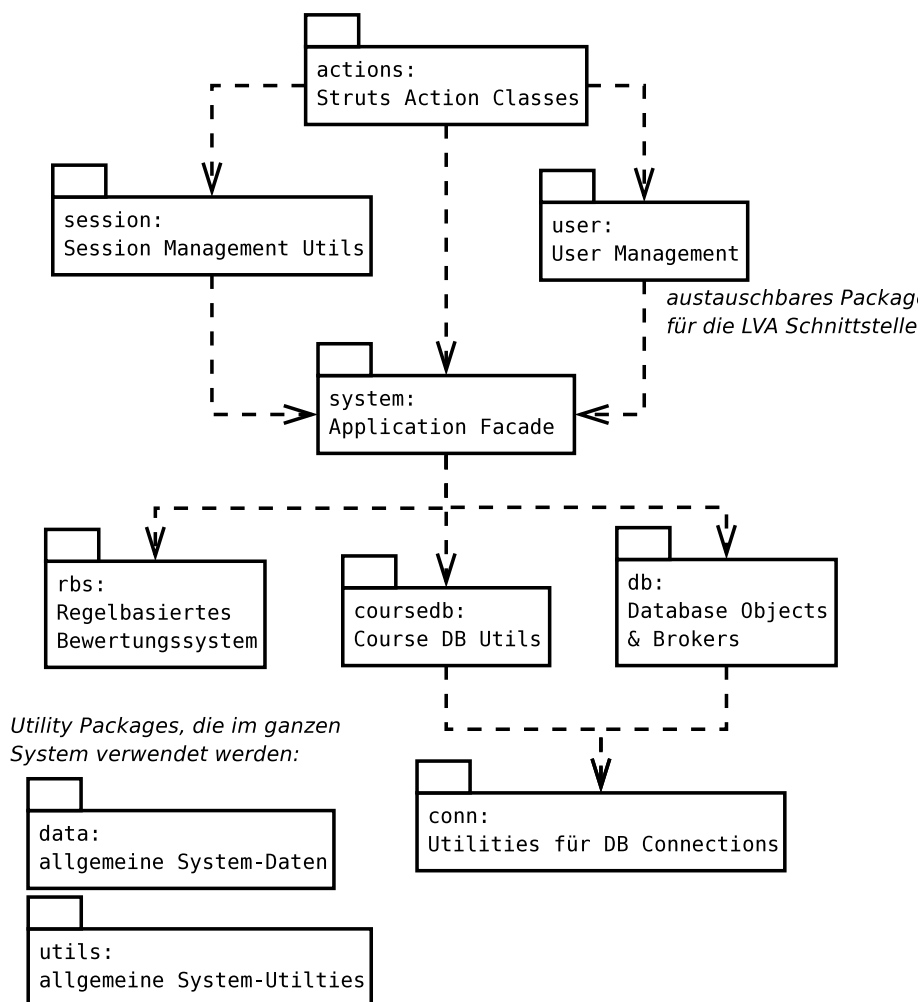 actions:
Struts Action Classes
session:
Session Management Utils
user:
User Management
austauschbares Package
für die LVA Schnittstelle
system:
Application Facade
rbs:
Regelbasiertes
Bewertungssystem
coursedb:
Course DB Utils
db:
Database Objects
& Brokers
Utility Packages, die im ganzen
System verwendet werden:
conn:
Utilities für DB Connections
data:
allgemeine System-Daten
utils:
allgemeine System-Utilties